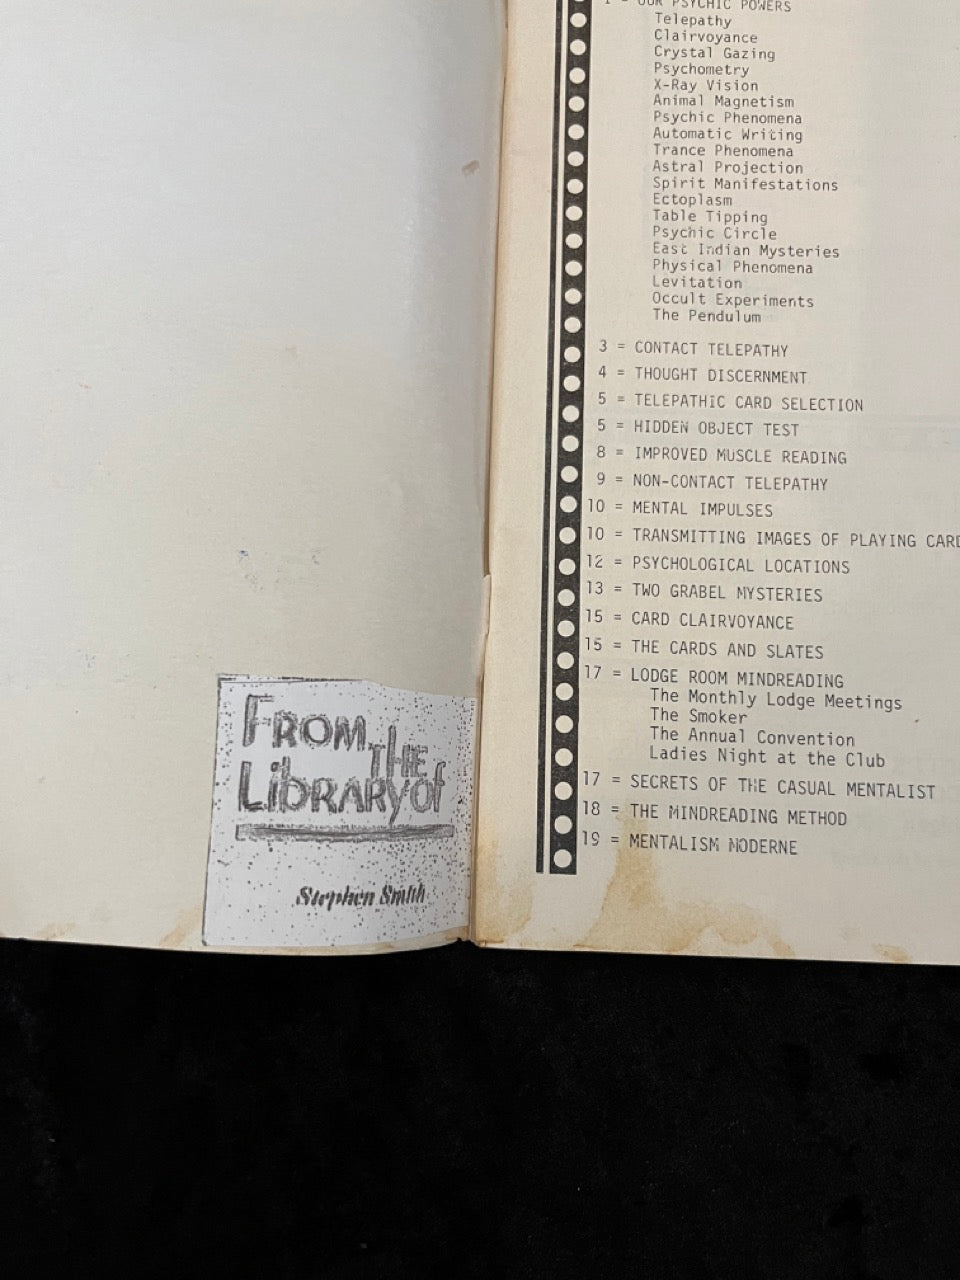 From
THE
LIBRARY of
Stephen Smith
1 = OUR PSYCHIC POWERS
Telepathy
Clairvoyance
Crystal Gazing
Psychometry
X-Ray Vision
Animal Magnetism
Psychic Phenomena
Automatic Writing
Trance Phenomena
Astral Projection
Spirit Manifestations
Ectoplasm
Table Tipping
Psychic Circle
East Indian Mysteries
Physical Phenomena
Levitation
Occult Experiments
The Pendulum
3 = CONTACT TELEPATHY
4 = THOUGHT DISCERNMENT
5 = TELEPATHIC CARD SELECTION
5 = HIDDEN OBJECT TEST
8 = IMPROVED MUSCLE READING
9 = NON-CONTACT TELEPATHY
10 = MENTAL IMPULSES
10 = TRANSMITTING IMAGES OF PLAYING CARD
12 = PSYCHOLOGICAL LOCATIONS
13 = TWO GRABEL MYSTERIES
15 = CARD CLAIRVOYANCE
15 = THE CARDS AND SLATES
17 = LODGE ROOM MINDREADING
The Monthly Lodge Meetings
The Smoker
The Annual Convention
Ladies Night at the Club
17 = SECRETS OF THE CASUAL MENTALIST
18 = THE MINDREADING METHOD
19 = MENTALISM MODERNE